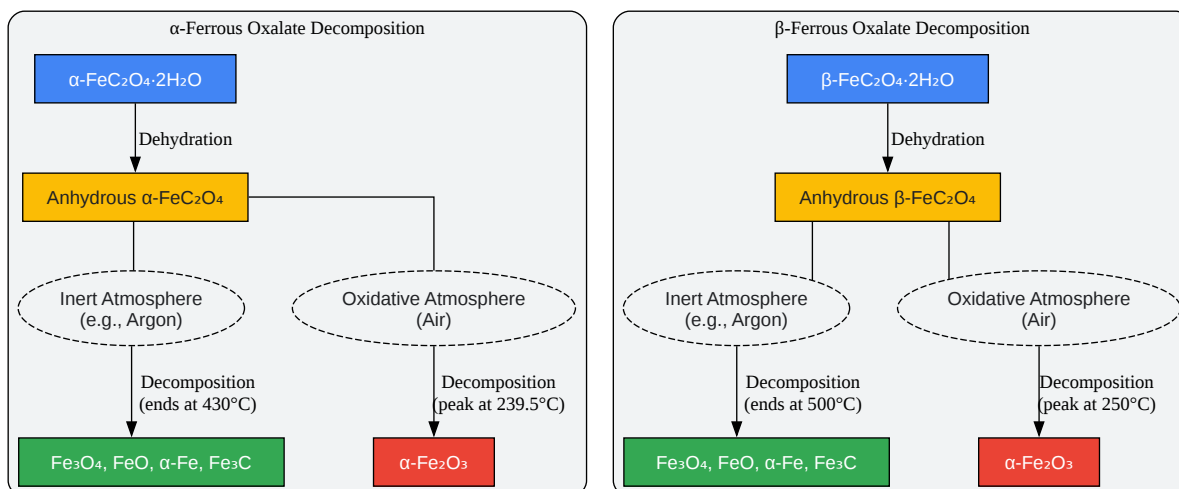 α-Ferrous Oxalate Decomposition
α-FeC₂O₄·2H₂O
Dehydration
Anhydrous α-FeC₂O₄
Inert Atmosphere
(e.g., Argon)
Oxidative Atmosphere
(Air)
Decomposition
(ends at 430°C)
Decomposition
(peak at 239.5°C)
Fe₃O₄, FeO, α-Fe, Fe₃C
α-Fe₂O₃
β-Ferrous Oxalate Decomposition
β-FeC₂O₄·2H₂O
Dehydration
Anhydrous β-FeC₂O₄
Inert Atmosphere
(e.g., Argon)
Oxidative Atmosphere
(Air)
Decomposition
(ends at 500°C)
Decomposition
(peak at 250°C)
Fe₃O₄, FeO, α-Fe, Fe₃C
α-Fe₂O₃